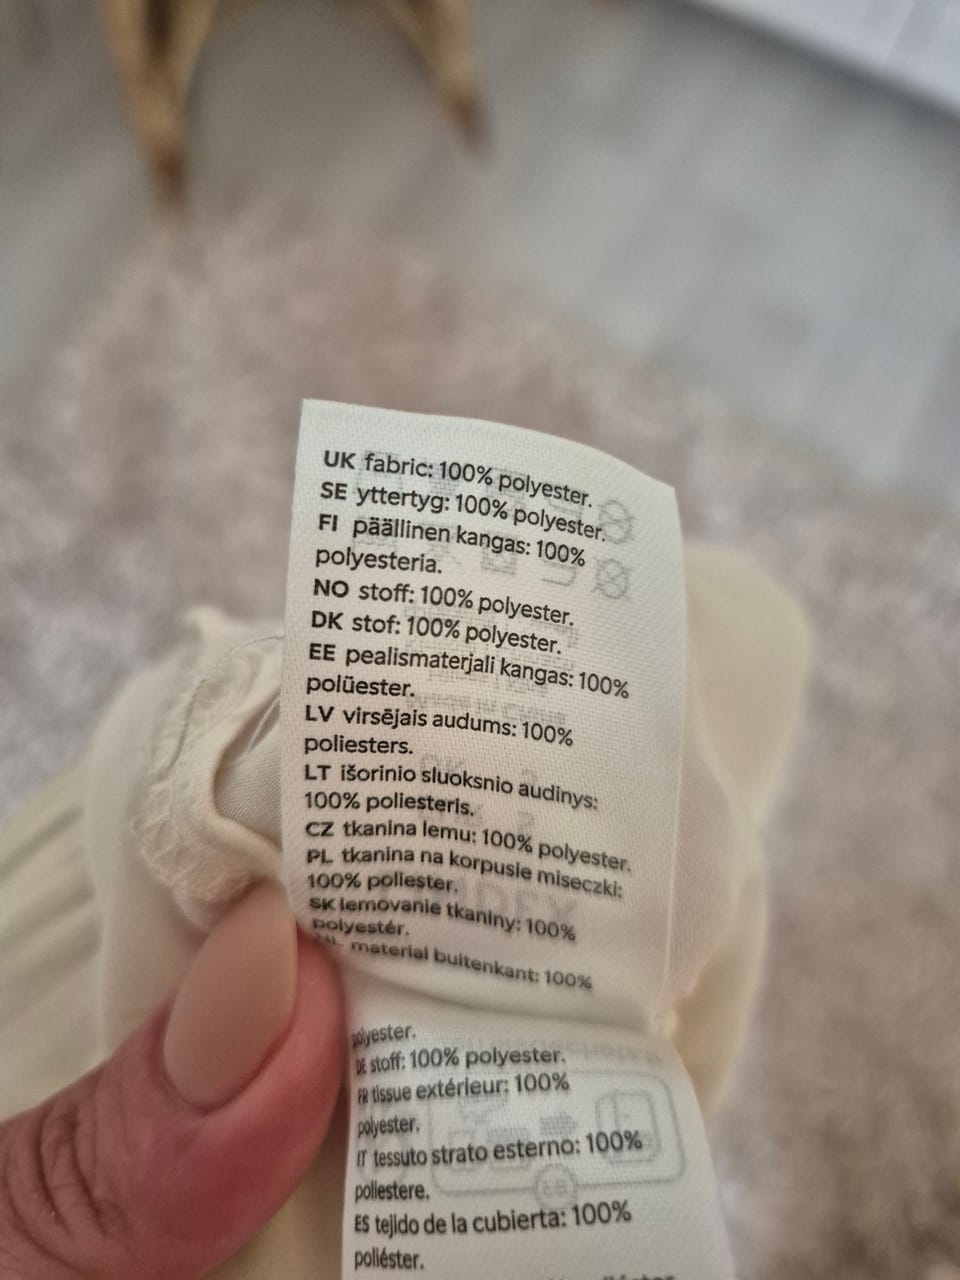 UK fabric: 100% polyester.
SE yttertyg: 100% polyester.
FI päällinen kangas: 100%
polyesteria.
NO stoff: 100% polyester.
DK stof: 100% polyester.
EE pealismaterjali kangas: 100%
polüester.
LV virsējais audums: 100%
poliesters.
LT išorinio sluoksnio audinys:
100% poliesteris.
CZ tkanina lemu: 100% polyester.
PL tkanina na korpusie miseczki:
100% poliester.
SK lemovanie tkaniny: 100%
polyestér.
material buitenkant: 100%
polyester.
DE stoff: 100% polyester.
FR tissue extérieur: 100%
polyester.
IT tessuto strato esterno: 100%
poliestere.
ES tejido de la cubierta: 100%
poliéster.